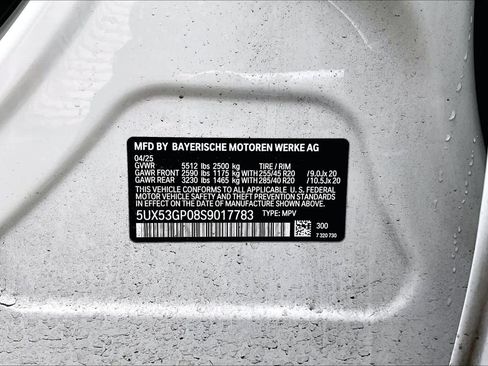 MFD BY BAYERISCHE MOTOREN WERKE AG
04/25
GVWR 5512 lbs 2500 kg TIRE / RIM
GAWR FRONT 2590 lbs 1175 kg WITH 255/45 R20 /9.0Jx 20
GAWR REAR 3230 lbs 1465 kg WITH 285/40 R20 /10.5Jx 20
THIS VEHICLE CONFORMS TO ALL APPLICABLE U.S. FEDERAL
MOTOR VEHICLE SAFETY AND THEFT PREVENTION
STANDARDS IN EFFECT ON THE DATE OF
MANUFACTURE SHOWN ABOVE.
5UX53GP08S9017783 TYPE: MPV
300
7 320 730